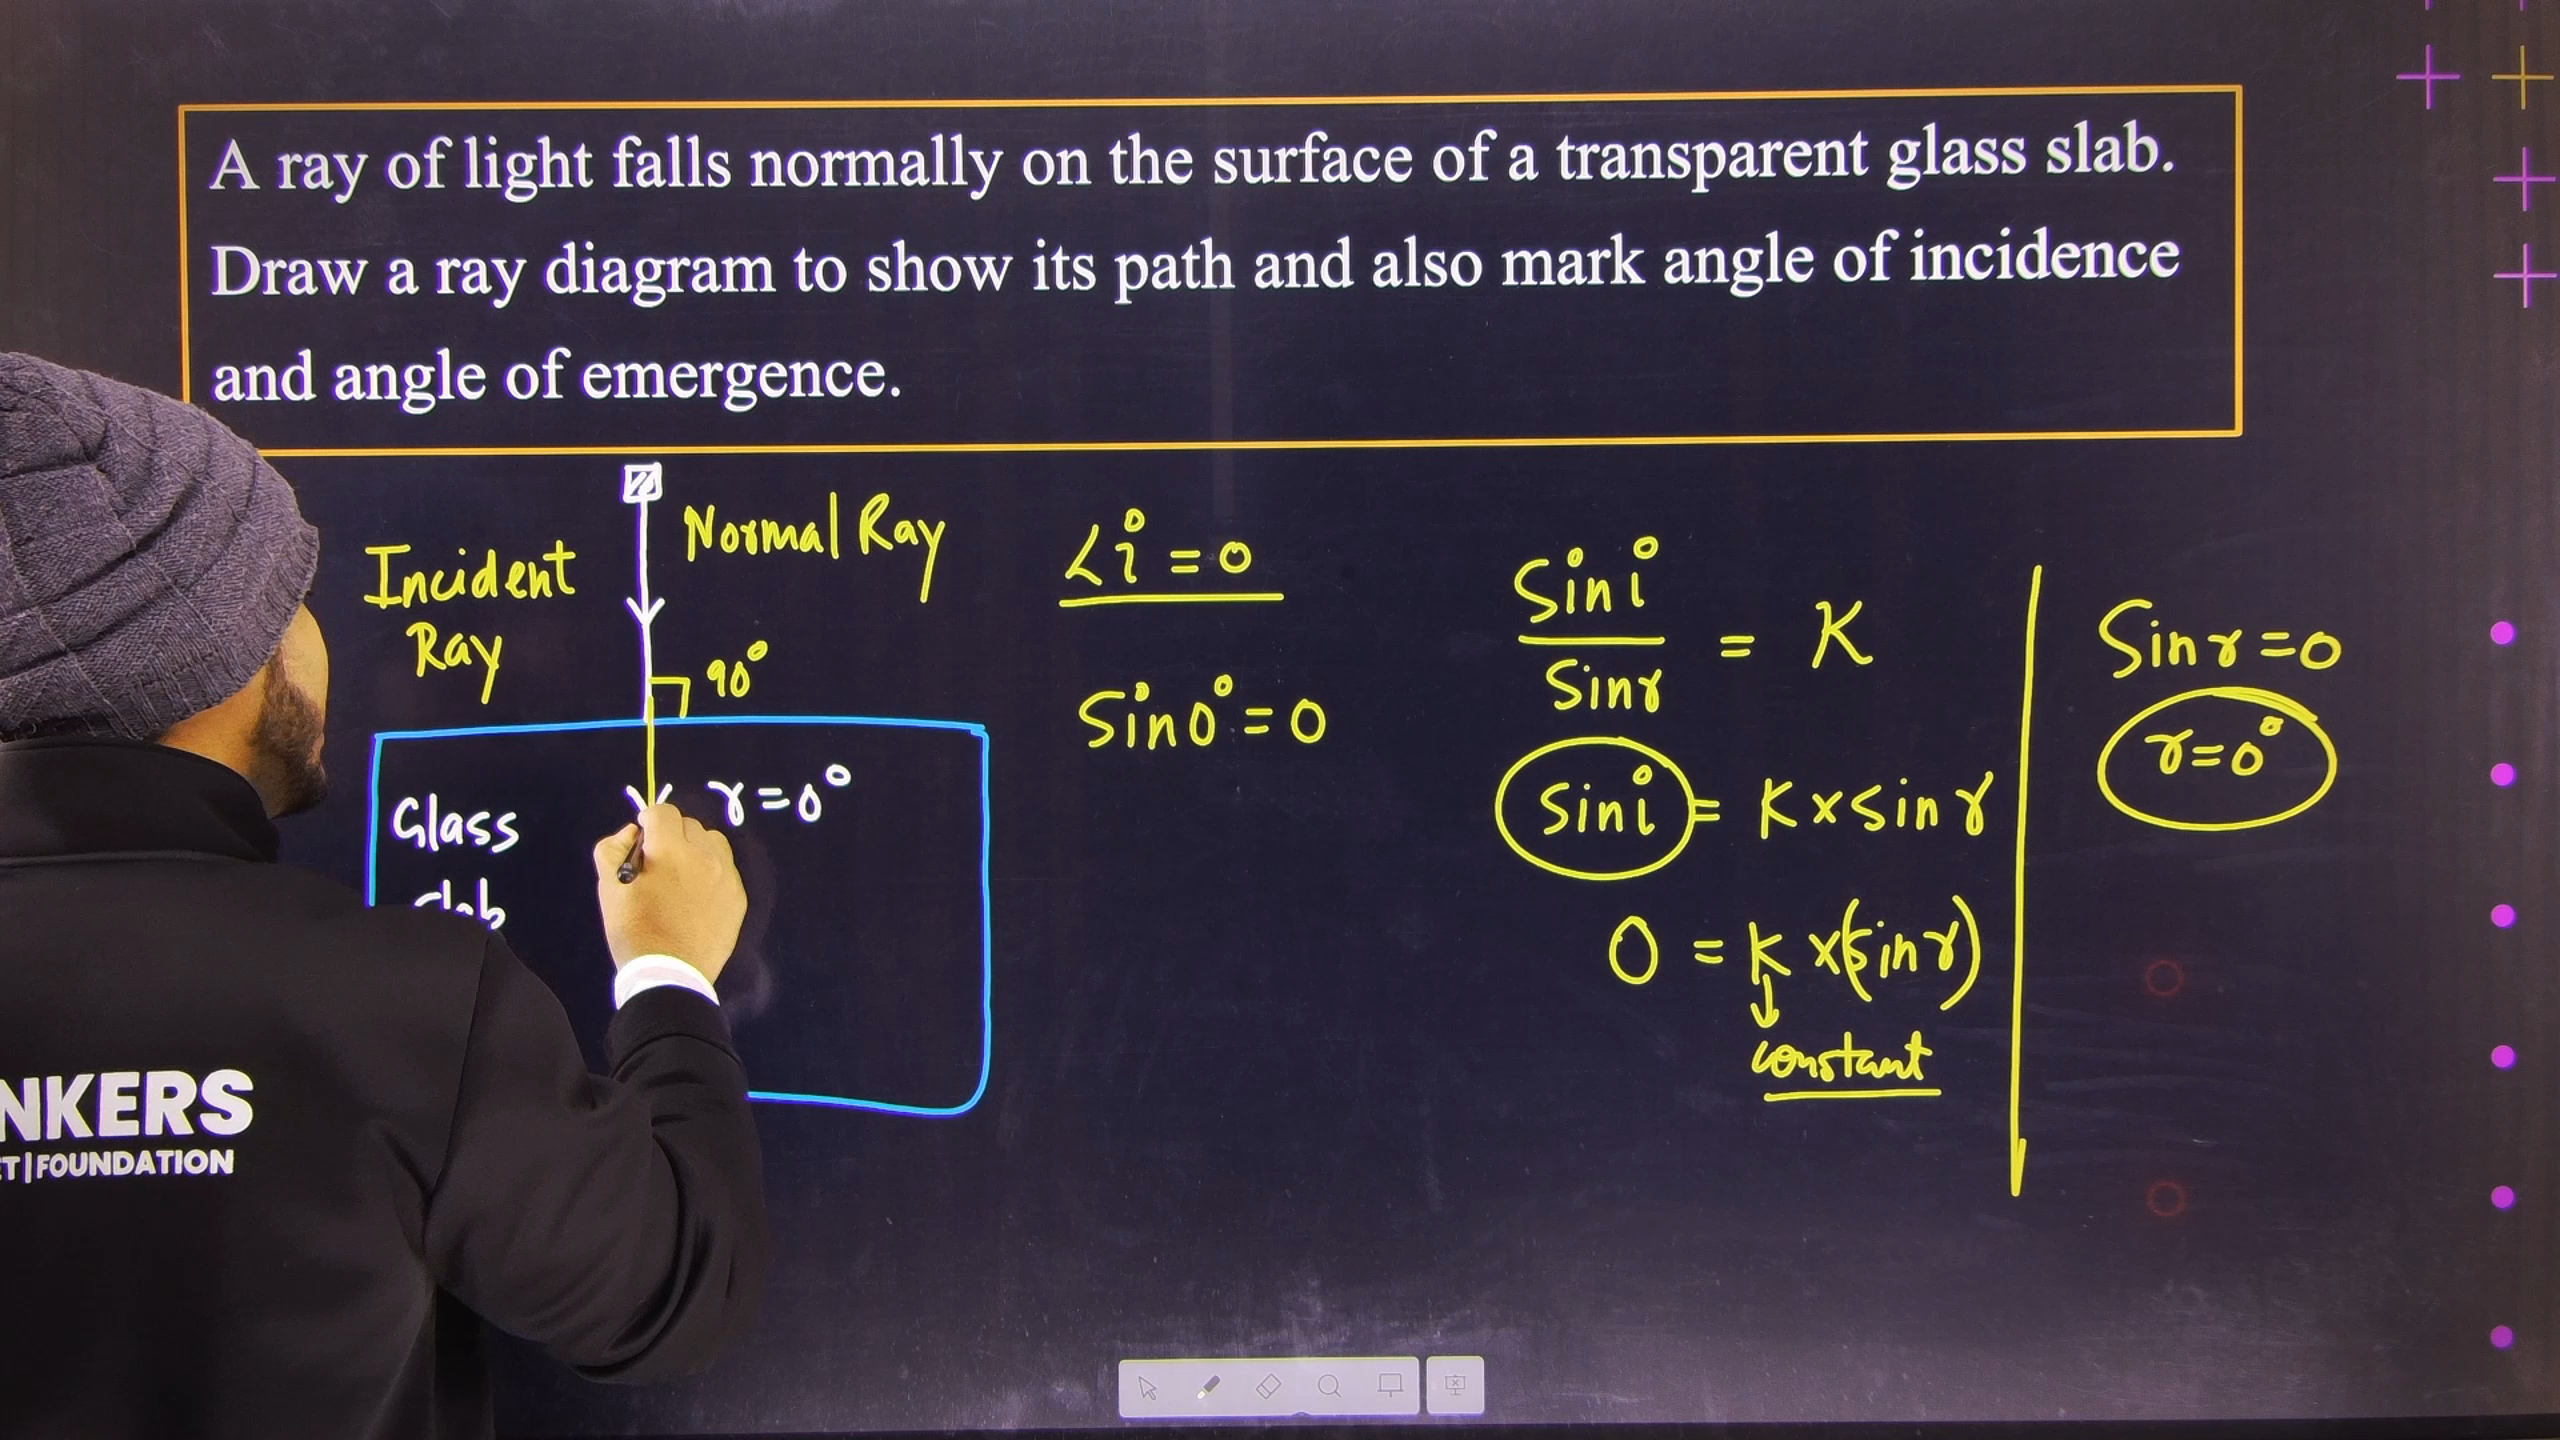 A ray of light falls normally on the surface of a transparent glass slab.
Draw a ray diagram to show its path and also mark angle of incidence
and angle of emergence.
Incident
Ray
Normal Ray
90°
Glass
slab
r=0°
∠i = 0
Sin0°=0
Sin i / Sin r = K
Sin i = K x sin r
0 = K x (sin r)
↓
constant
Sin r = 0
r=0°
NKERS
ET|FOUNDATION